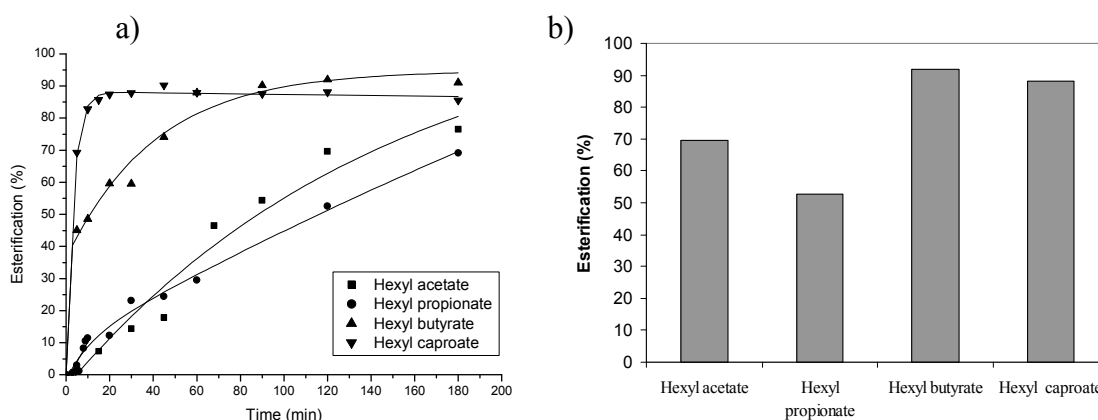 a)
100
90
80
70
60
50
40
30
20
10
0
Esterification (%)
0 20 40 60 80 100 120 140 160 180 200
Time (min)
Hexyl acetate
Hexyl propionate
Hexyl butyrate
Hexyl caproate
b)
100
90
80
70
60
50
40
30
20
10
0
Esterification (%)
Hexyl acetate
Hexyl
propionate
Hexyl butyrate
Hexyl caproate